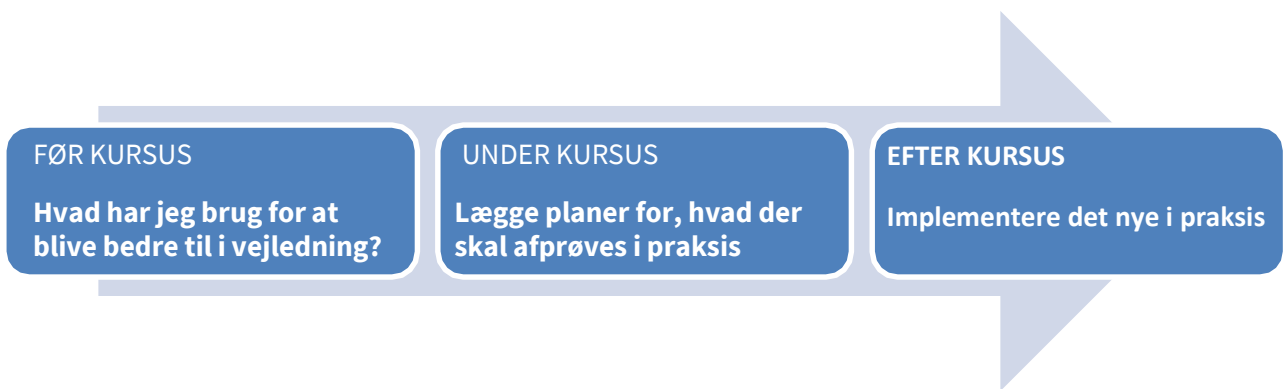 FØR KURSUS
Hvad har jeg brug for at
blive bedre til i vejledning?
UNDER KURSUS
Lægge planer for, hvad der
skal afprøves i praksis
EFTER KURSUS
Implementere det nye i praksis